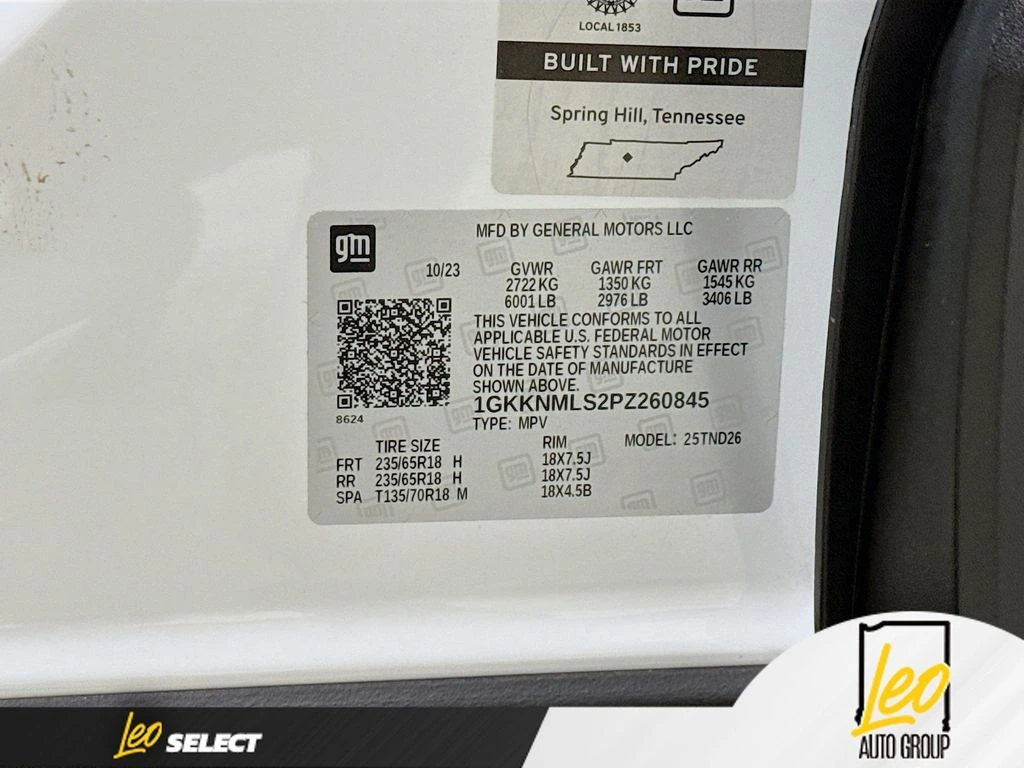 LOCAL 1853
BUILT WITH PRIDE
Spring Hill, Tennessee
gm
MFD BY GENERAL MOTORS LLC
10/23
GVWR GAWR FRT GAWR RR
2722 KG 1350 KG 1545 KG
6001 LB 2976 LB 3406 LB
THIS VEHICLE CONFORMS TO ALL
APPLICABLE U.S. FEDERAL MOTOR
VEHICLE SAFETY STANDARDS IN EFFECT
ON THE DATE OF MANUFACTURE
SHOWN ABOVE.
1GKKNMLS2PZ260845
8624
TYPE: MPV
TIRE SIZE RIM MODEL: 25TND26
FRT 235/65R18 H 18X7.5J
RR 235/65R18 H 18X7.5J
SPA T135/70R18 M 18X4.5B
Leo SELECT
Leo
AUTO GROUP